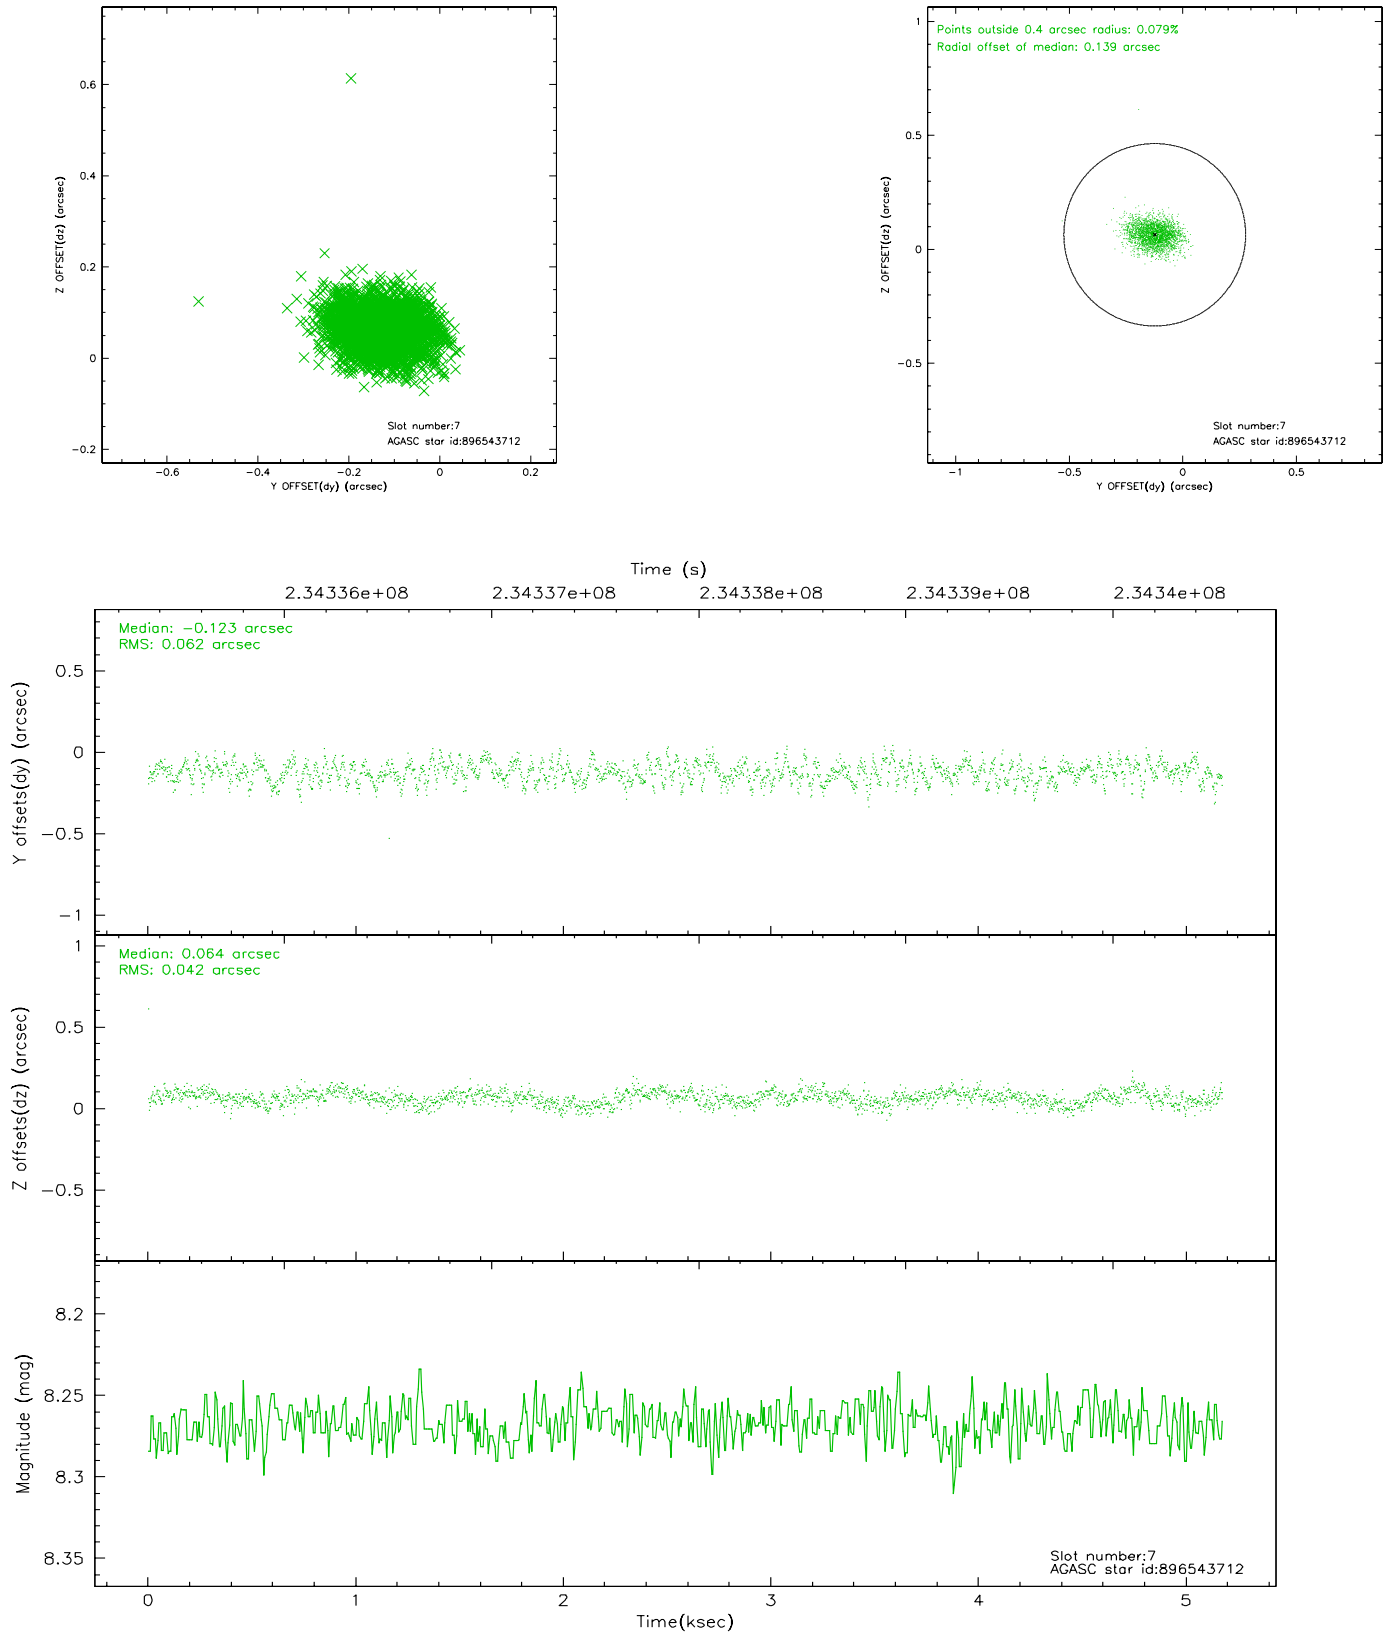 0.6
0.4
0.2
0
−0.2
Z OFFSET(dz) (arcsec)
Slot number:7
AGASC star id:896543712
−0.6 −0.4 −0.2 0 0.2
Y OFFSET(dy) (arcsec)
Points outside 0.4 arcsec radius: 0.079%
Radial offset of median: 0.139 arcsec
1
0.5
0
−0.5
Z OFFSET(dz) (arcsec)
Slot number:7
AGASC star id:896543712
−1 −0.5 0 0.5
Y OFFSET(dy) (arcsec)
Time (s)
2.34336e+08 2.34337e+08 2.34338e+08 2.34339e+08 2.3434e+08
Median: −0.123 arcsec
RMS: 0.062 arcsec
0.5
0
−0.5
−1
Y offsets(dy) (arcsec)
Median: 0.064 arcsec
RMS: 0.042 arcsec
1
0.5
0
−0.5
Z offsets(dz) (arcsec)
8.2
8.25
8.3
8.35
Magnitude (mag)
Slot number:7
AGASC star id:896543712
0 1 2 3 4 5
Time(ksec)